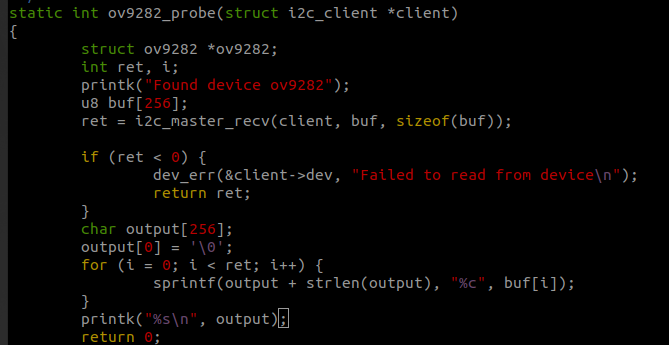 static int ov9282_probe(struct i2c_client *client)
{
struct ov9282 *ov9282;
int ret, i;
printk("Found device ov9282");
u8 buf[256];
ret = i2c_master_recv(client, buf, sizeof(buf));
if (ret < 0) {
dev_err(&client->dev, "Failed to read from device\n");
return ret;
}
char output[256];
output[0] = '\0';
for (i = 0; i < ret; i++) {
sprintf(output + strlen(output), "%c", buf[i]);
}
printk("%s\n", output);
return 0;